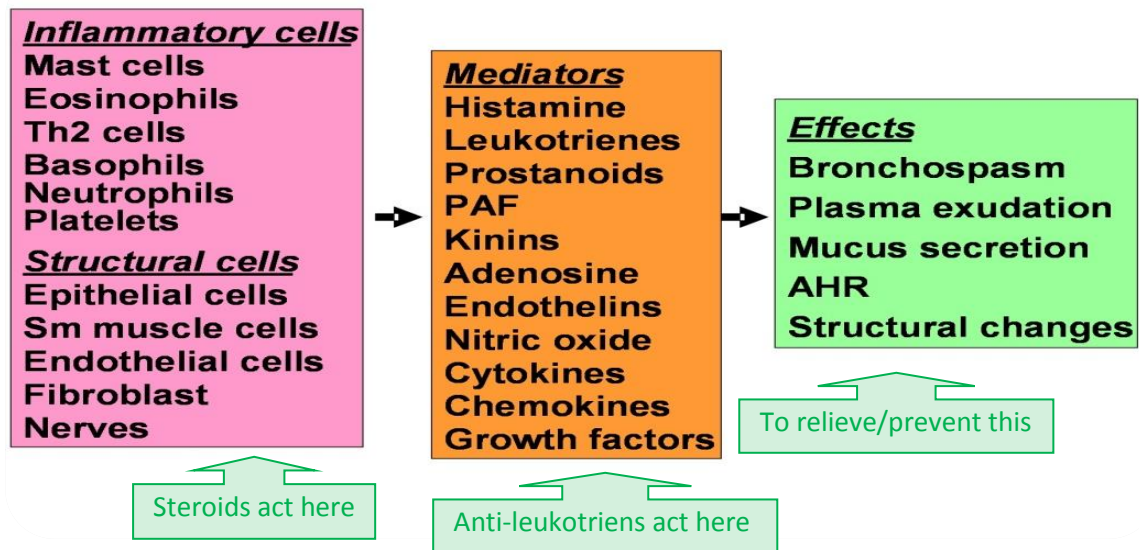 Inflammatory cells
Mast cells
Eosinophils
Th2 cells
Basophils
Neutrophils
Platelets
Structural cells
Epithelial cells
Sm muscle cells
Endothelial cells
Fibroblast
Nerves
Steroids act here
Mediators
Histamine
Leukotrienes
Prostanoids
PAF
Kinins
Adenosine
Endothelins
Nitric oxide
Cytokines
Chemokines
Growth factors
Anti-leukotriens act here
Effects
Bronchospasm
Plasma exudation
Mucus secretion
AHR
Structural changes
To relieve/prevent this